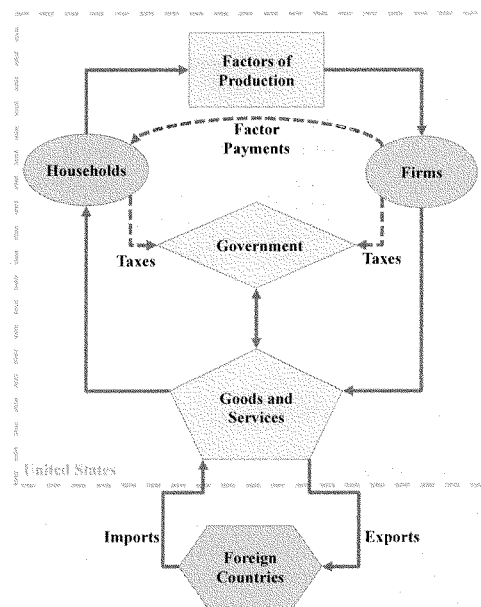 Factors of
Production
Factor
Payments
Households
Firms
Government
Taxes
Taxes
Goods and
Services
United States
Imports
Exports
Foreign
Countries